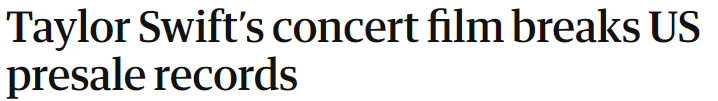 Taylor Swift’s concert film breaks US
presale records